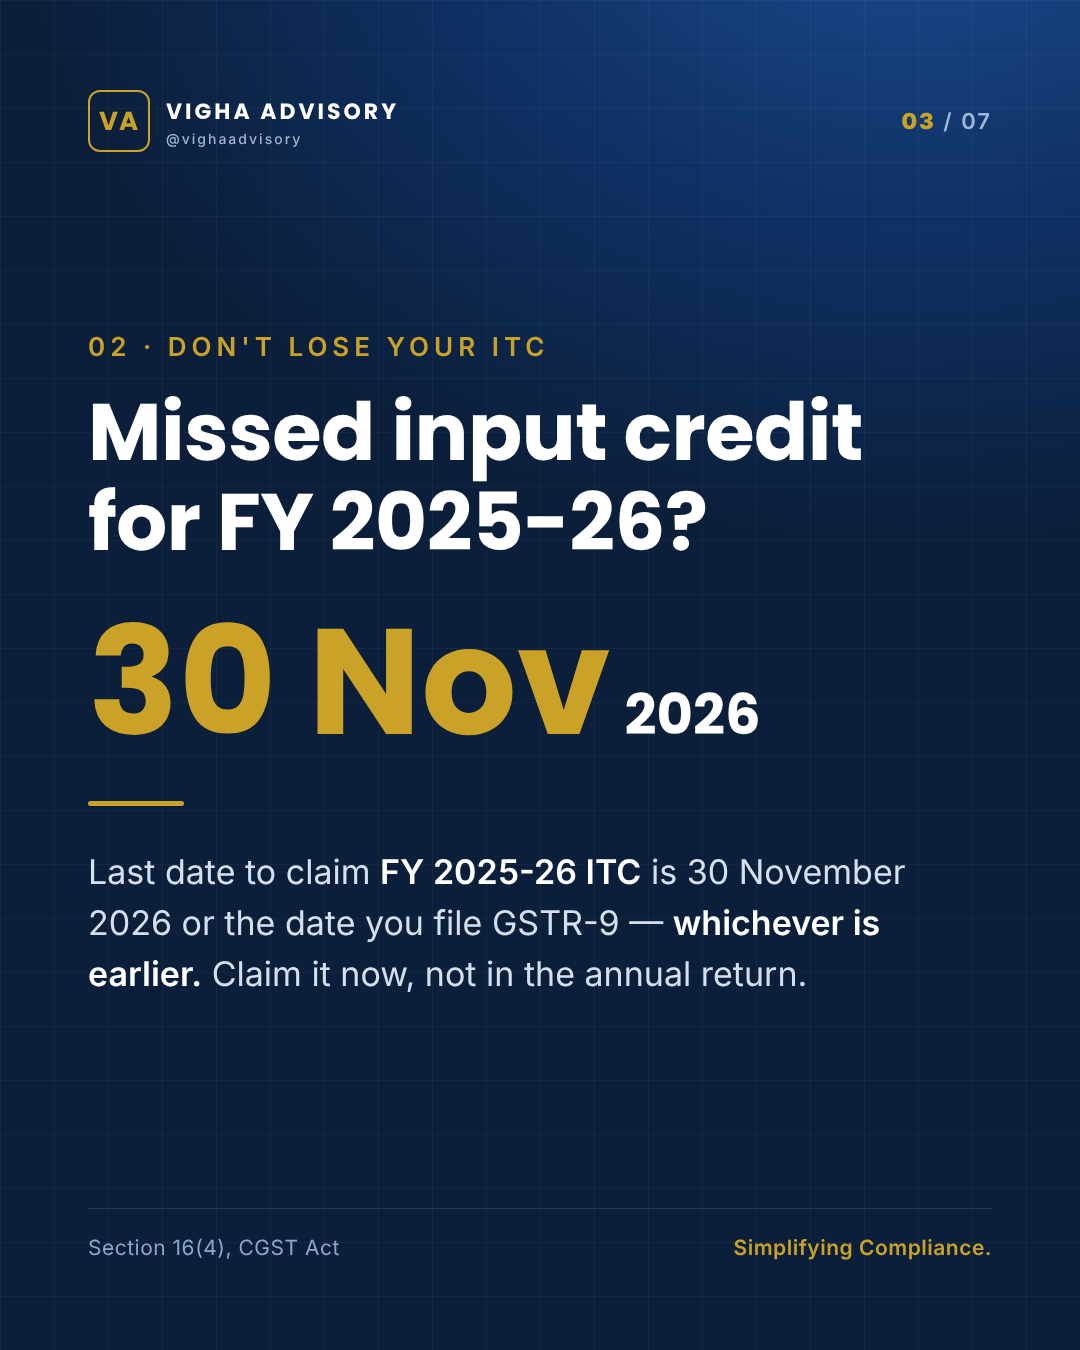 VA
VIGHA ADVISORY
@vighaadvisory
03 / 07
02 · DON'T LOSE YOUR ITC
Missed input credit
for FY 2025-26?
30 Nov 2026
Last date to claim FY 2025-26 ITC is 30 November
2026 or the date you file GSTR-9 — whichever is
earlier. Claim it now, not in the annual return.
Section 16(4), CGST Act
Simplifying Compliance.